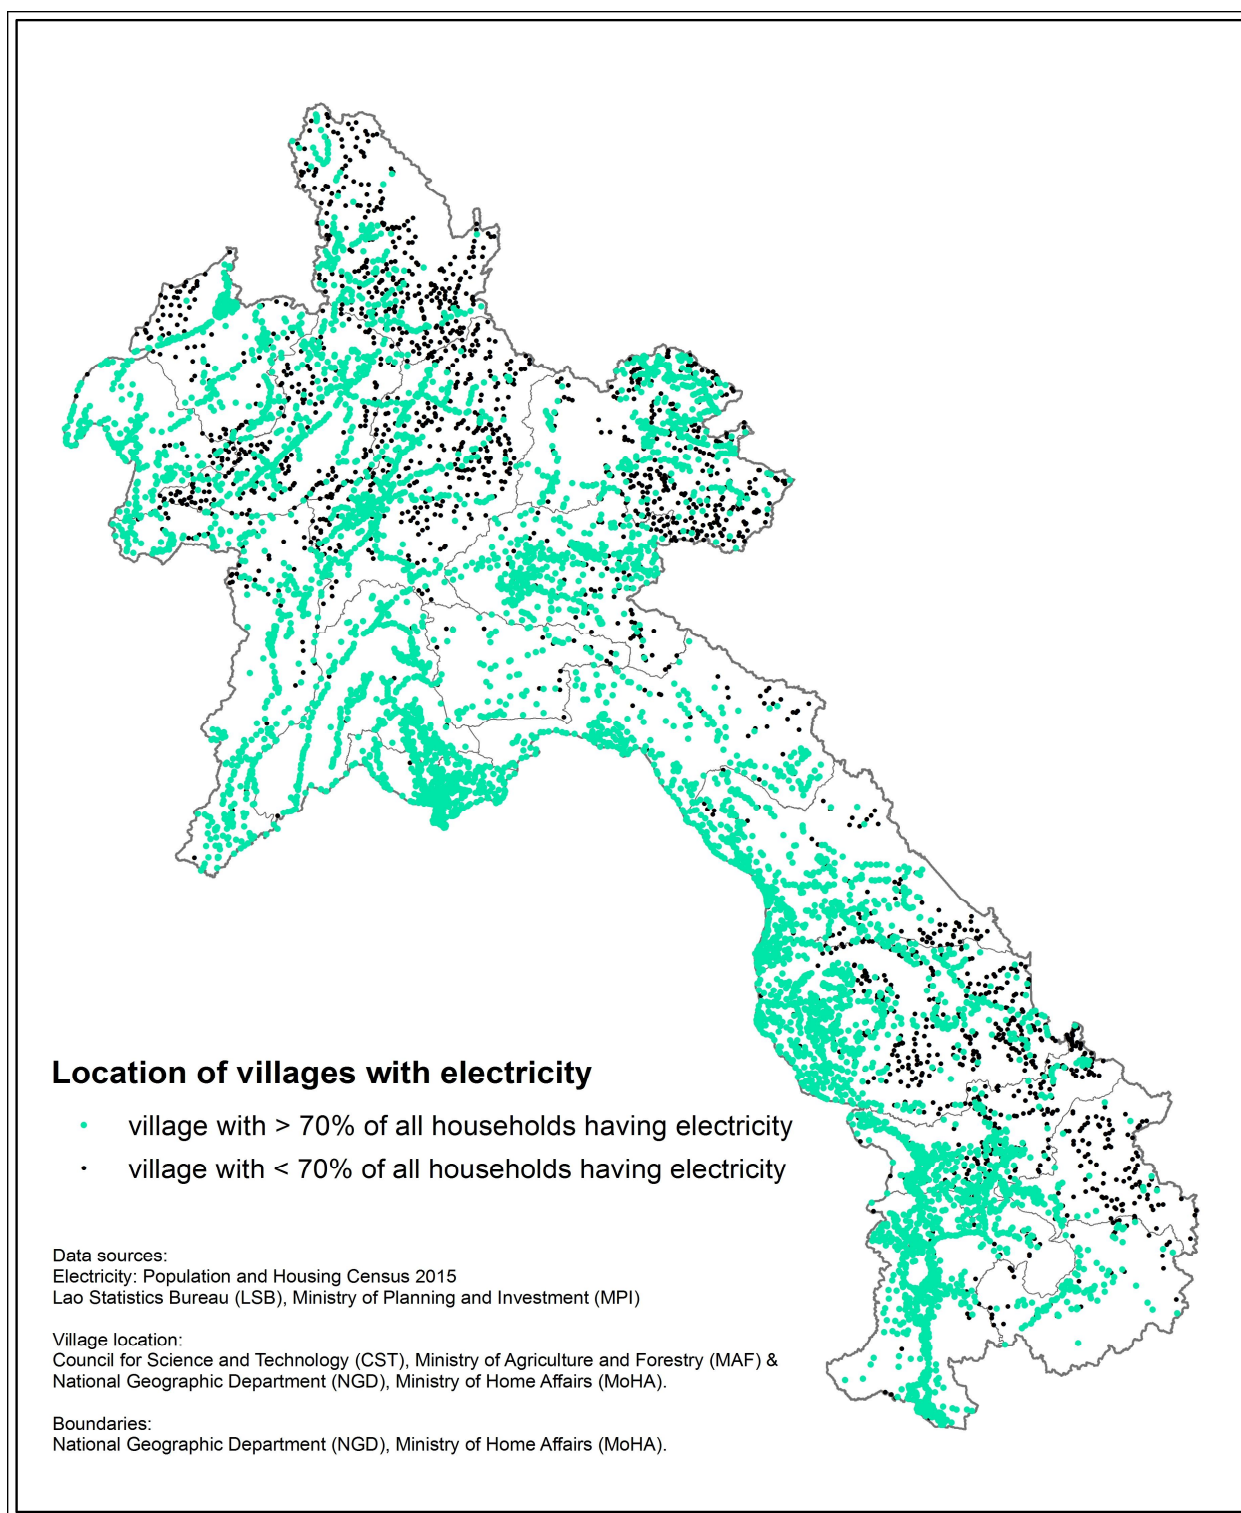 Location of villages with electricity
village with > 70% of all households having electricity
village with < 70% of all households having electricity
Data sources:
Electricity: Population and Housing Census 2015
Lao Statistics Bureau (LSB), Ministry of Planning and Investment (MPI)
Village location:
Council for Science and Technology (CST), Ministry of Agriculture and Forestry (MAF) &
National Geographic Department (NGD), Ministry of Home Affairs (MoHA).
Boundaries:
National Geographic Department (NGD), Ministry of Home Affairs (MoHA).